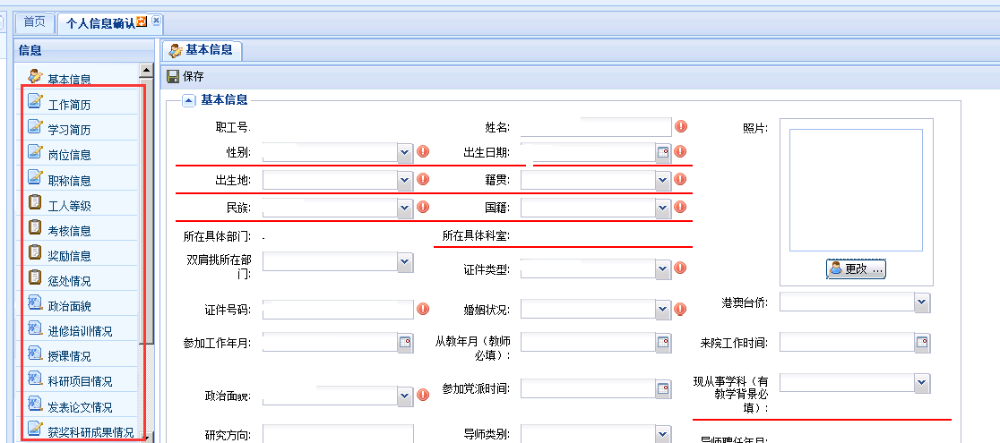 首页
个人信息确认
信息
基本信息
工作简历
学习简历
岗位信息
职称信息
工人等级
考核信息
奖励信息
惩处情况
政治面貌
进修培训情况
授课情况
科研项目情况
发表论文情况
获奖科研成果情况
基本信息
保存
基本信息
职工号
姓名:
照片:
性别:
出生日期:
出生地:
籍贯:
民族:
国籍:
所在具体部门:
所在具体科室:
双肩挑所在部
门:
证件类型:
更改 ...
证件号码:
婚姻状况:
港澳台侨:
参加工作年月:
从教年月（教师
必填）:
来院工作时间:
政治面貌:
参加党派时间:
现从事学科（有
教学背景必
填）:
研究方向:
导师类别:
导师聘任年月: